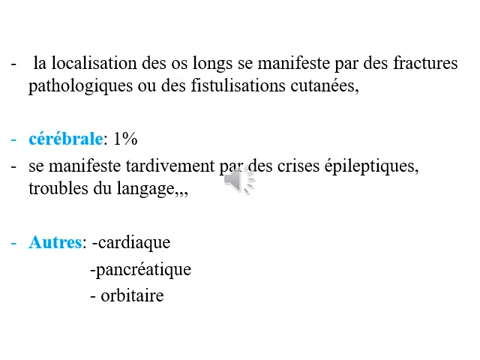 - la localisation des os longs se manifeste par des fractures
pathologiques ou des fistulisations cutanées,
- cérébrale: 1%
- se manifeste tardivement par des crises épileptiques,
troubles du langage,,,
- Autres: -cardiaque
-pancréatique
- orbitaire